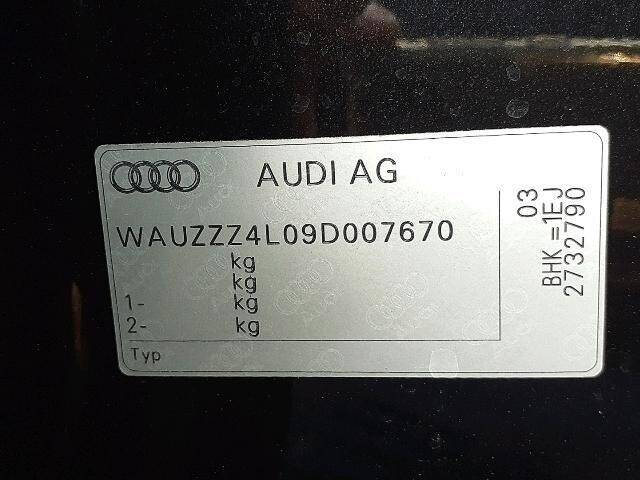 AUDI AG
WAUZZZ4L09D007670
kg
kg
1- kg
2- kg
Typ
03
BHK =1EJ
2732790